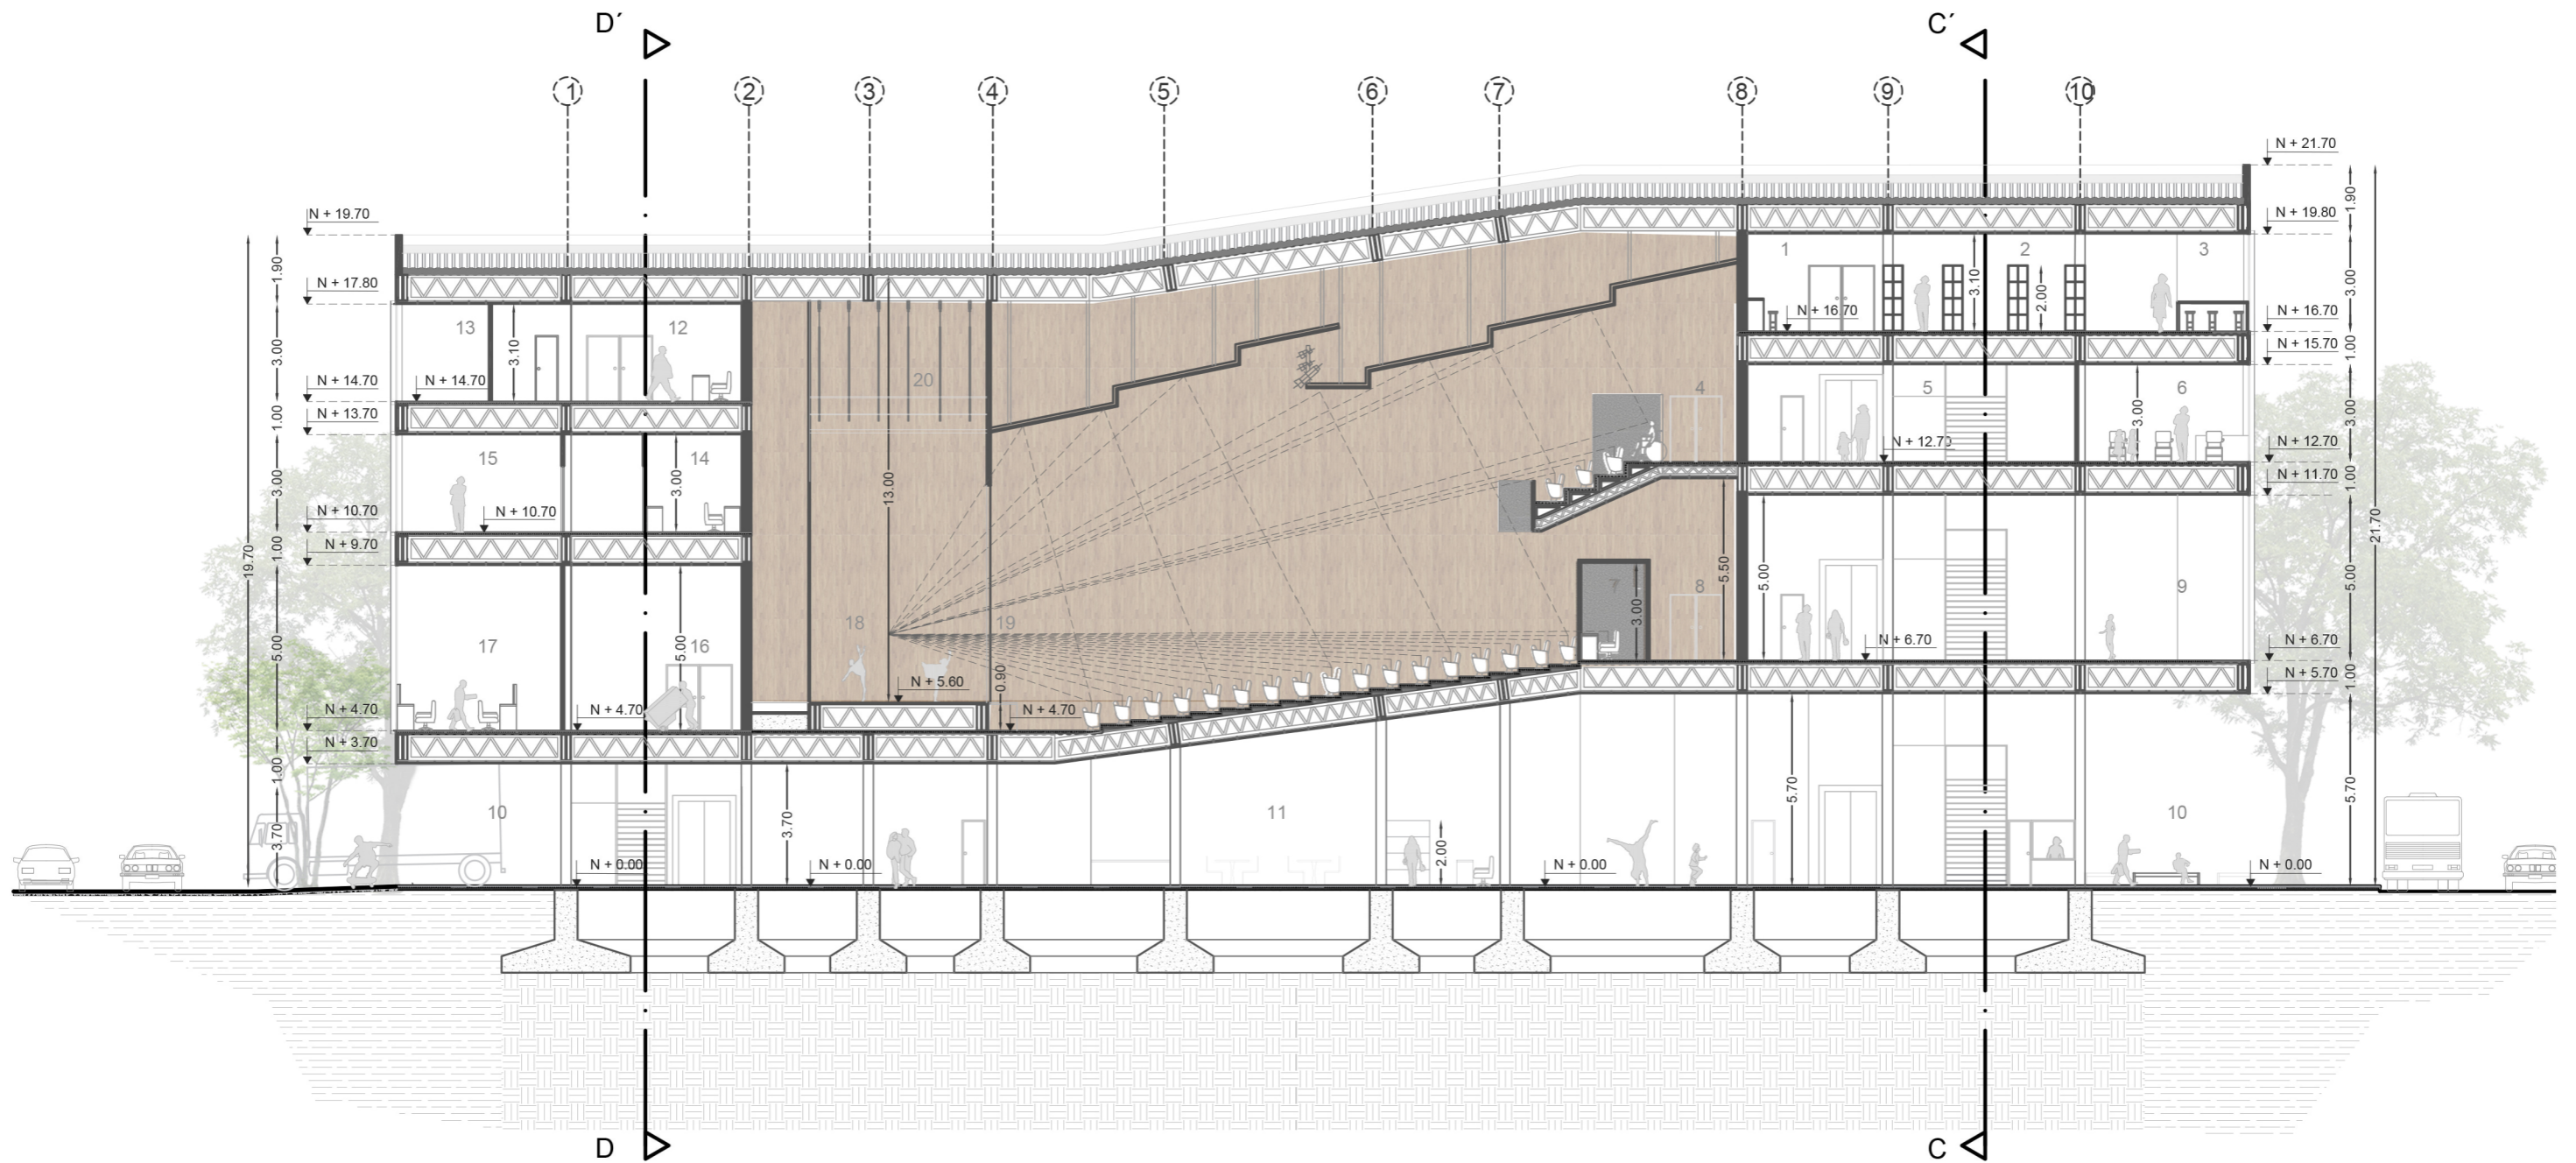 D´
C´
1
2
3
4
5
6
7
8
9
10
N + 21.70
N + 19.70
N + 19.80
N + 17.80
1.90
1.90
1
2
3
3.10
2.00
3.00
N + 16.70
N + 16.70
13
12
3.10
3.00
N + 15.70
1.00
N + 14.70
N + 14.70
20
4
5
6
3.00
3.00
N + 13.70
1.00
N + 12.70
N + 12.70
15
14
3.00
3.00
13.00
N + 11.70
1.00
N + 10.70
N + 10.70
N + 9.70
1.00
19.70
21.70
5.50
5.00
5.00
7
8
9
3.00
18
19
17
16
5.00
5.00
N + 6.70
N + 6.70
N + 5.60
0.90
N + 5.70
1.00
N + 4.70
N + 4.70
N + 4.70
N + 3.70
1.00
10
11
10
3.70
3.70
2.00
5.70
5.70
N + 0.00
N + 0.00
N + 0.00
N + 0.00
D
C